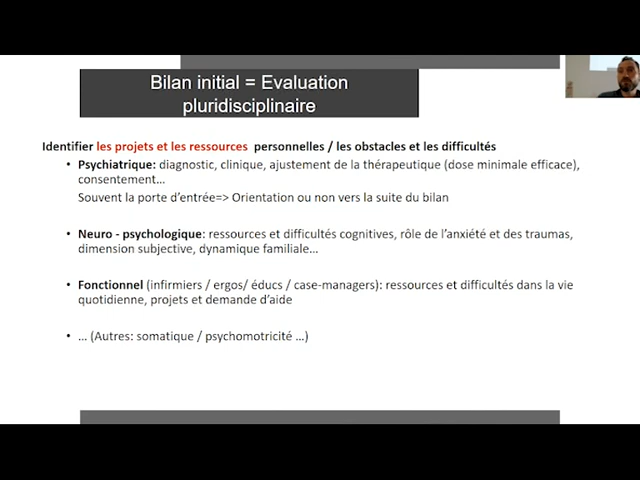 Bilan initial = Evaluation
pluridisciplinaire
Identifier les projets et les ressources personnelles / les obstacles et les difficultés
• Psychiatrique: diagnostic, clinique, ajustement de la thérapeutique (dose minimale efficace),
consentement...
Souvent la porte d'entrée=> Orientation ou non vers la suite du bilan
• Neuro - psychologique: ressources et difficultés cognitives, rôle de l'anxiété et des traumas,
dimension subjective, dynamique familiale...
• Fonctionnel (infirmiers / ergos/ éducs / case-managers): ressources et difficultés dans la vie
quotidienne, projets et demande d'aide
• ... (Autres: somatique / psychomotricité ...)